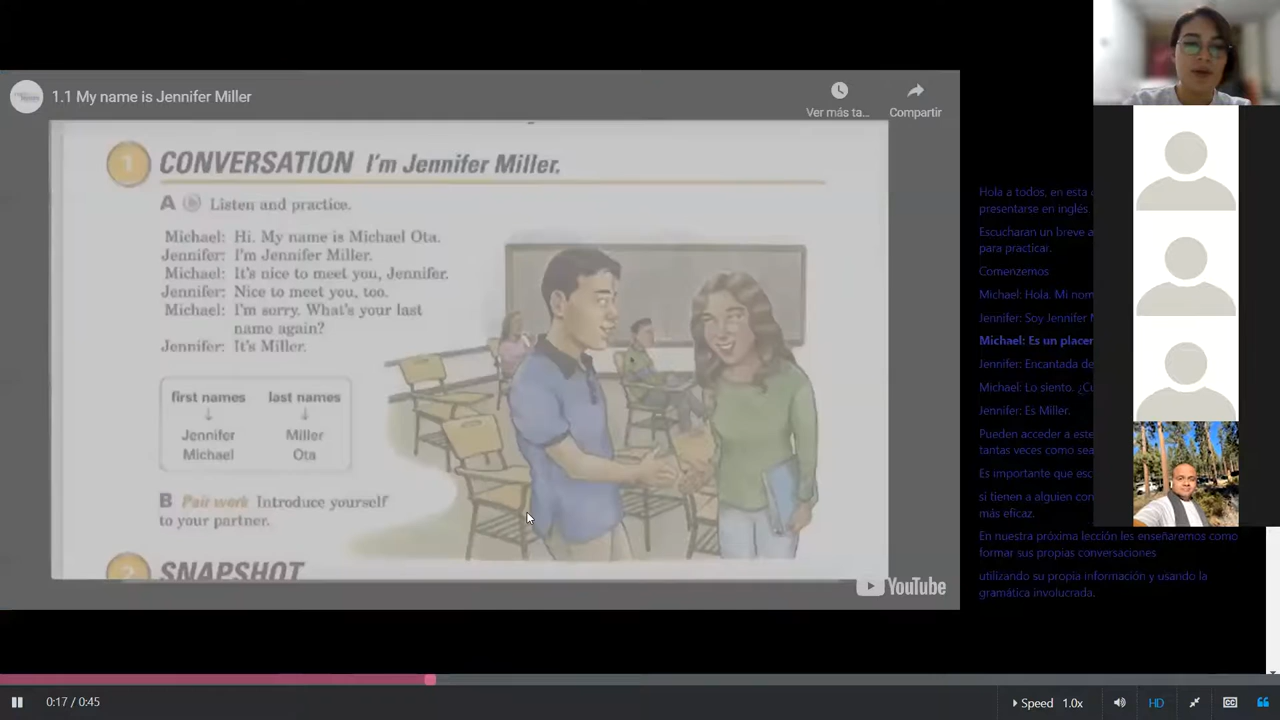 1.1 My name is Jennifer Miller
Ver más ta...
Compartir
1 CONVERSATION I'm Jennifer Miller.
A Listen and practice.
Michael: Hi. My name is Michael Ota.
Jennifer: I'm Jennifer Miller.
Michael: It's nice to meet you, Jennifer.
Jennifer: Nice to meet you, too.
Michael: I'm sorry. What's your last
name again?
Jennifer: It's Miller.
first names last names
↓ ↓
Jennifer Miller
Michael Ota
B Pair work Introduce yourself
to your partner.
2 SNAPSHOT
YouTube
Hola a todos, en esta
presentarse en inglés
Escucharan un breve a
para practicar.
Comenzemos
Michael: Hola. Mi nom
Jennifer: Soy Jennifer
Michael: Es un placer
Jennifer: Encantada de
Michael: Lo siento.
Jennifer: Es Miller.
Pueden acceder a este
tantas veces como sea
Es importante que esc
si tienen a alguien con
más eficaz.
En nuestra próxima lección les enseñaremos como
formar sus propias conversaciones
utilizando su propia información y usando la
gramática involucrada.
0:17 / 0:45
Speed 1.0x
HD
CC